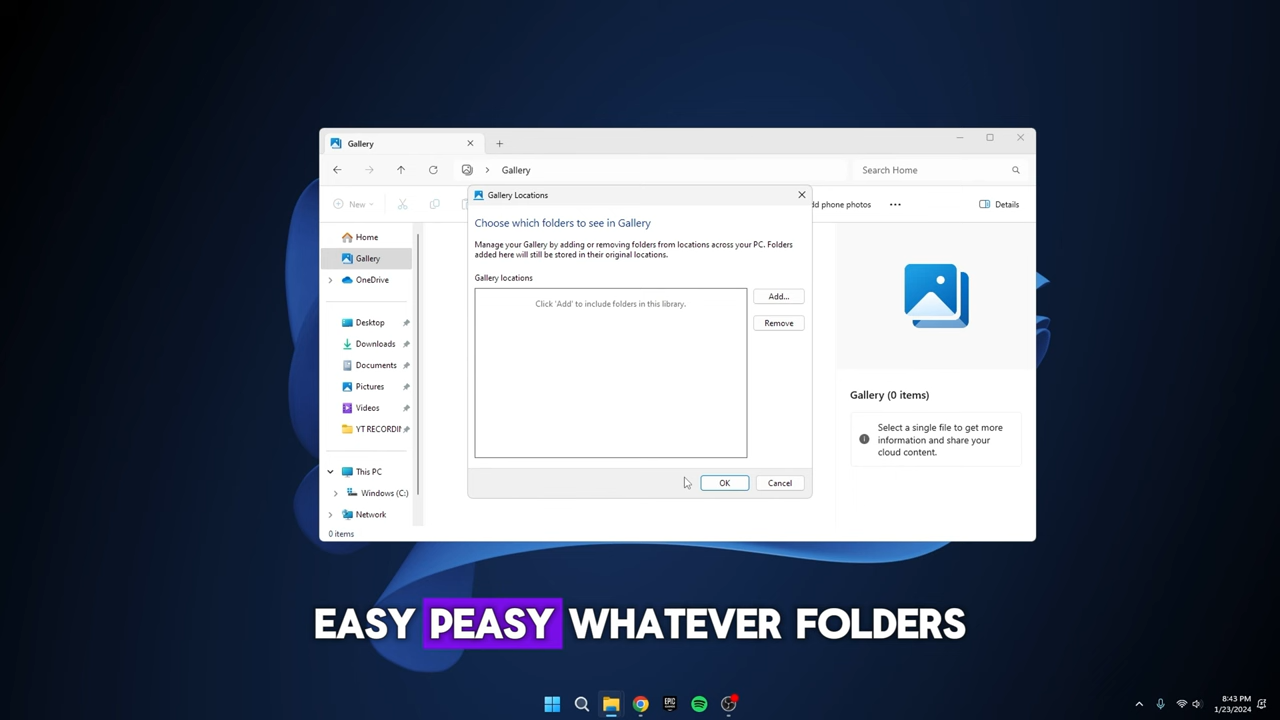 Gallery
Gallery
Search Home
New
dd phone photos
Details
Gallery Locations
Choose which folders to see in Gallery
Manage your Gallery by adding or removing folders from locations across your PC. Folders
added here will still be stored in their original locations.
Gallery locations
Click 'Add' to include folders in this library.
Add...
Remove
OK
Cancel
Home
Gallery
OneDrive
Desktop
Downloads
Documents
Pictures
Videos
YT RECORDIN
This PC
Windows (C:)
Network
0 items
Gallery (0 items)
Select a single file to get more
information and share your
cloud content.
EASY PEASY WHATEVER FOLDERS
EPIC
8:43 PM
1/23/2024